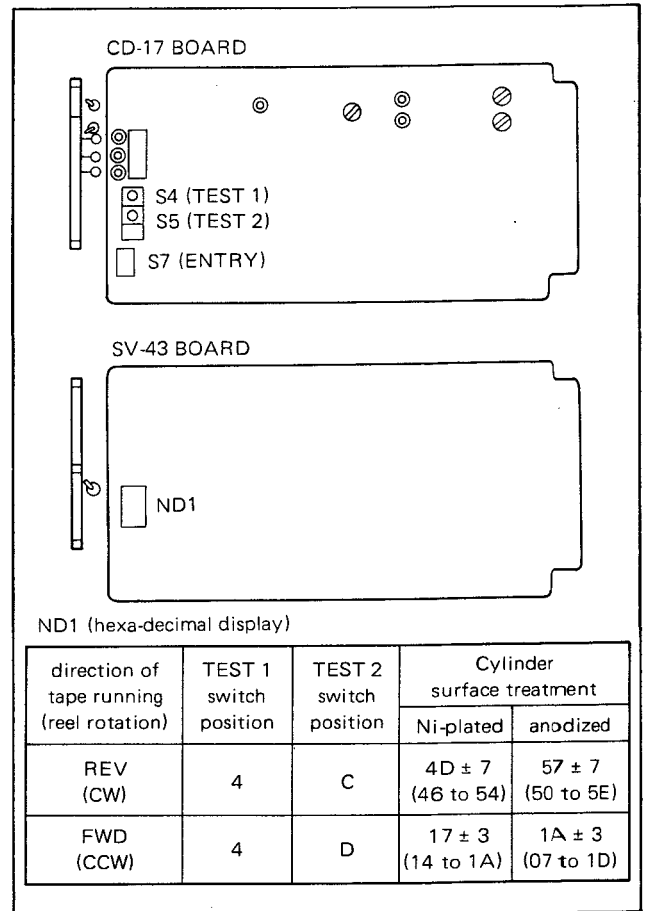 CD-17 BOARD
S4 (TEST 1)
S5 (TEST 2)
S7 (ENTRY)
SV-43 BOARD
ND1
ND1 (hexa-decimal display)
direction of tape running (reel rotation)
TEST 1 switch position
TEST 2 switch position
Cylinder surface treatment
Ni-plated
anodized
REV (CW)
4
C
4D ± 7 (46 to 54)
57 ± 7 (50 to 5E)
FWD (CCW)
4
D
17 ± 3 (14 to 1A)
1A ± 3 (07 to 1D)